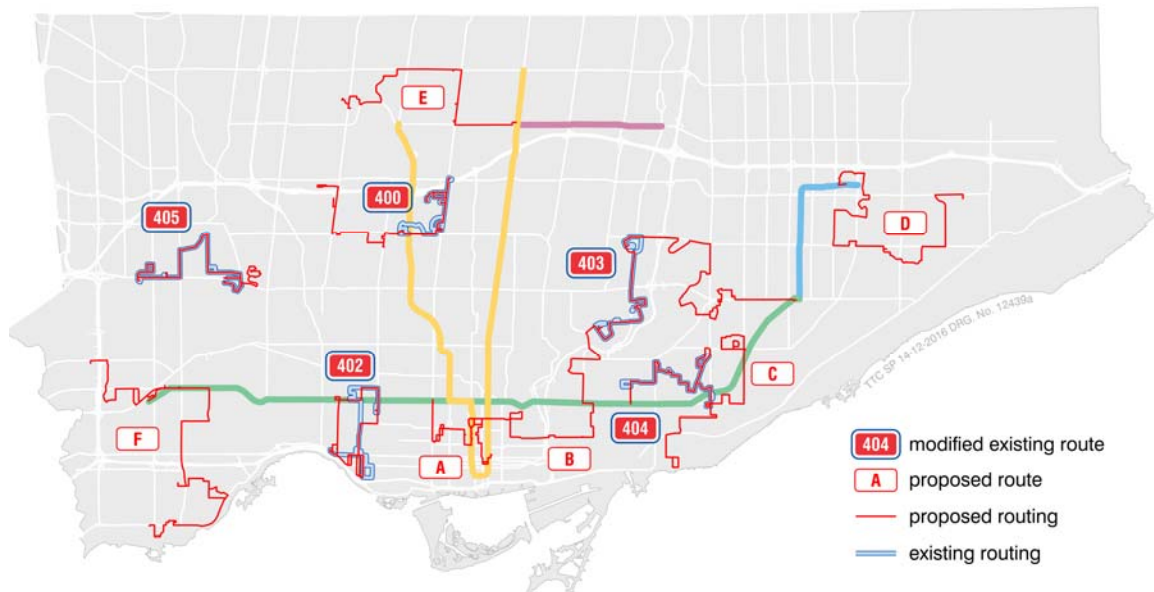 E
400
405
D
403
TTC SP 14-12-2016 DRG. No. 12439a
402
C
F
404
A
B
404 modified existing route
A proposed route
proposed routing
existing routing